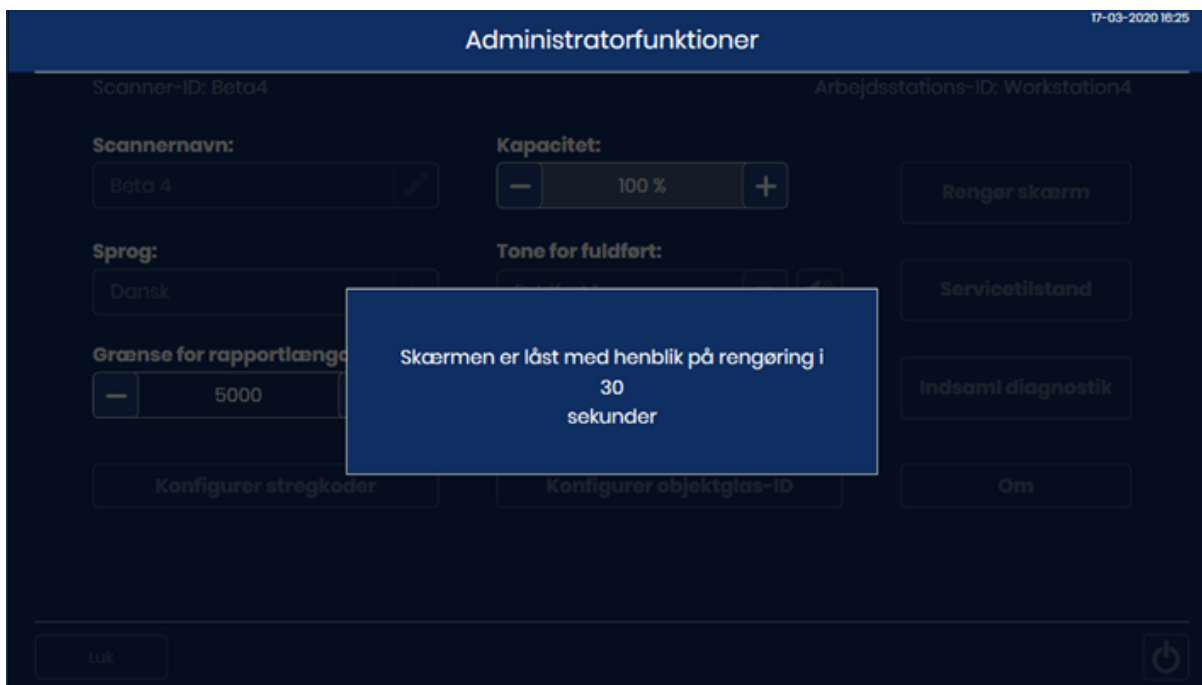 17-03-2020 16:25
Administratorfunktioner
Scanner-ID: Beta4
Arbejdsstations-ID: Workstation4
Scannernavn:
Kapacitet:
Beta 4
100 %
Rengør skærm
Sprog:
Tone for fuldført:
Dansk
Servicetilstand
Skærmen er låst med henblik på rengøring i
30
sekunder
Grænse for rapportlængd
5000
Indsaml diagnostik
Konfigurer stregkoder
Konfigurer objektglas-ID
Om
Luk